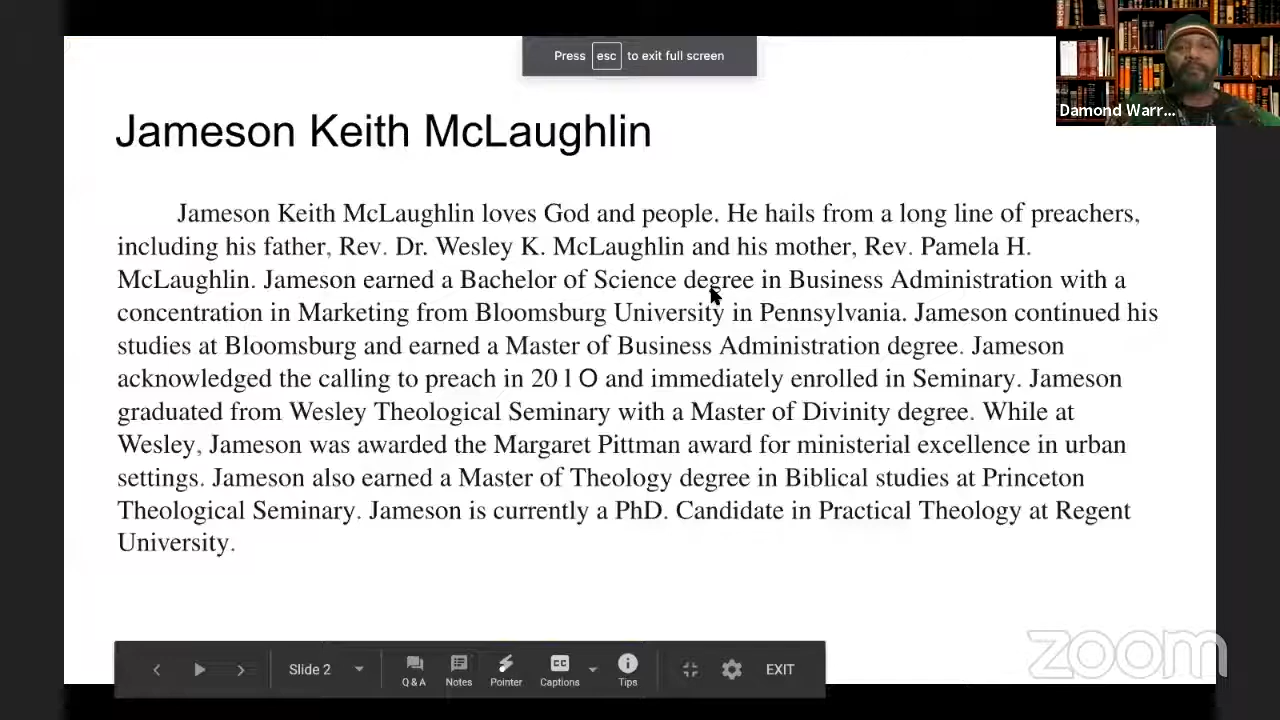 Press esc to exit full screen
Damond Warr...
Jameson Keith McLaughlin
Jameson Keith McLaughlin loves God and people. He hails from a long line of preachers,
including his father, Rev. Dr. Wesley K. McLaughlin and his mother, Rev. Pamela H.
McLaughlin. Jameson earned a Bachelor of Science degree in Business Administration with a
concentration in Marketing from Bloomsburg University in Pennsylvania. Jameson continued his
studies at Bloomsburg and earned a Master of Business Administration degree. Jameson
acknowledged the calling to preach in 20 l O and immediately enrolled in Seminary. Jameson
graduated from Wesley Theological Seminary with a Master of Divinity degree. While at
Wesley, Jameson was awarded the Margaret Pittman award for ministerial excellence in urban
settings. Jameson also earned a Master of Theology degree in Biblical studies at Princeton
Theological Seminary. Jameson is currently a PhD. Candidate in Practical Theology at Regent
University.
Slide 2
Q & A
Notes
Pointer
CC
Captions
Tips
EXIT
zoom